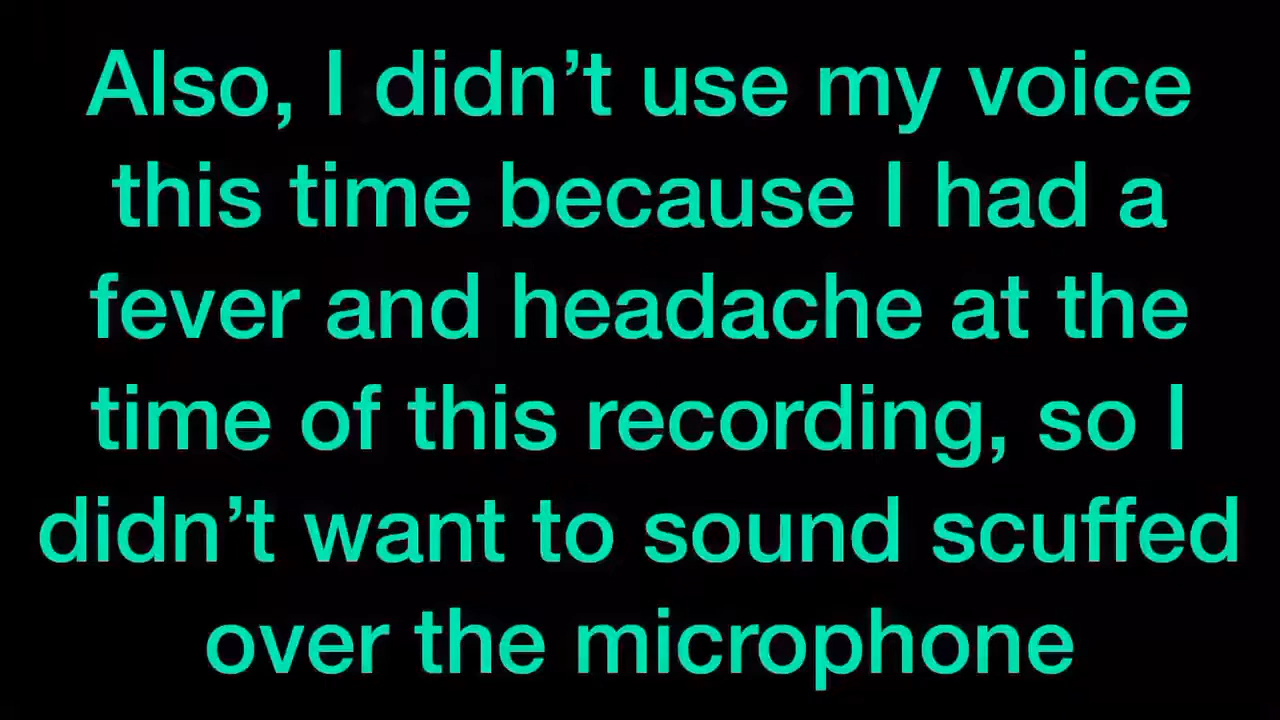 Also, I didn’t use my voice
this time because I had a
fever and headache at the
time of this recording, so I
didn’t want to sound scuffed
over the microphone